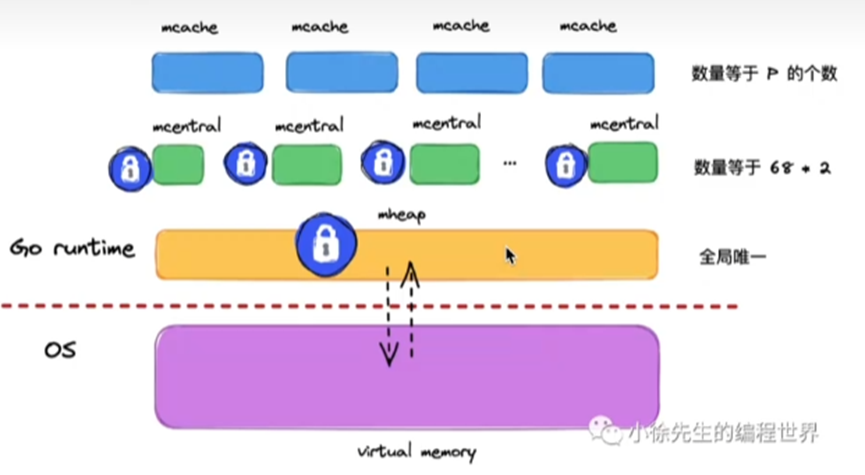 mcache mcache mcache mcache
数量等于 P 的个数
mcentral mcentral mcentral mcentral
... 数量等于 68 * 2
mheap
Go runtime
全局唯一
OS
小徐先生的编程世界
virtual memory